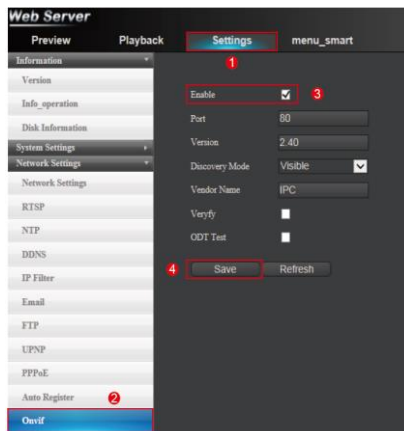 Web Server
Preview Playback Settings menu_smart
1
Information
Version
Info_operation
Disk Information
System Settings
Network Settings
Network Settings
RTSP
NTP
DDNS
IP Filter
Email
FTP
UPNP
PPPoE
Auto Register 2
Onvif
Enable 3
Port 80
Version 2.40
Discovery Mode Visible
Vendor Name IPC
Veryfy
ODT Test
4 Save Refresh